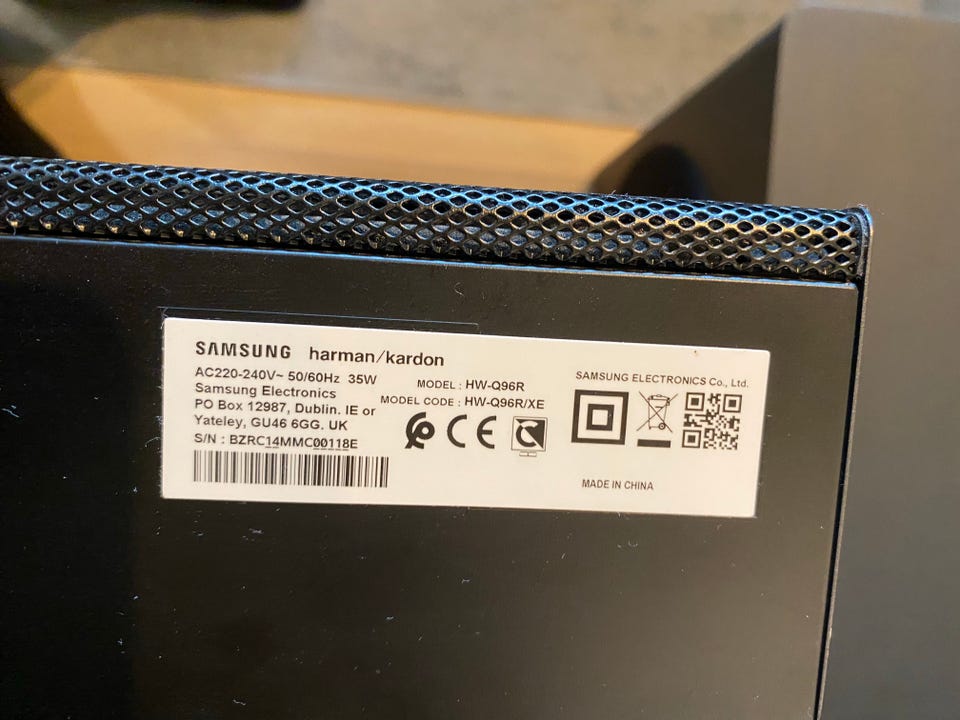 SAMSUNG harman/kardon
AC220-240V~ 50/60Hz 35W
Samsung Electronics
PO Box 12987, Dublin. IE or
Yateley, GU46 6GG. UK
S/N : BZRC14MMC00118E
MODEL : HW-Q96R
MODEL CODE : HW-Q96R/XE
CE
SAMSUNG ELECTRONICS Co., Ltd.
MADE IN CHINA